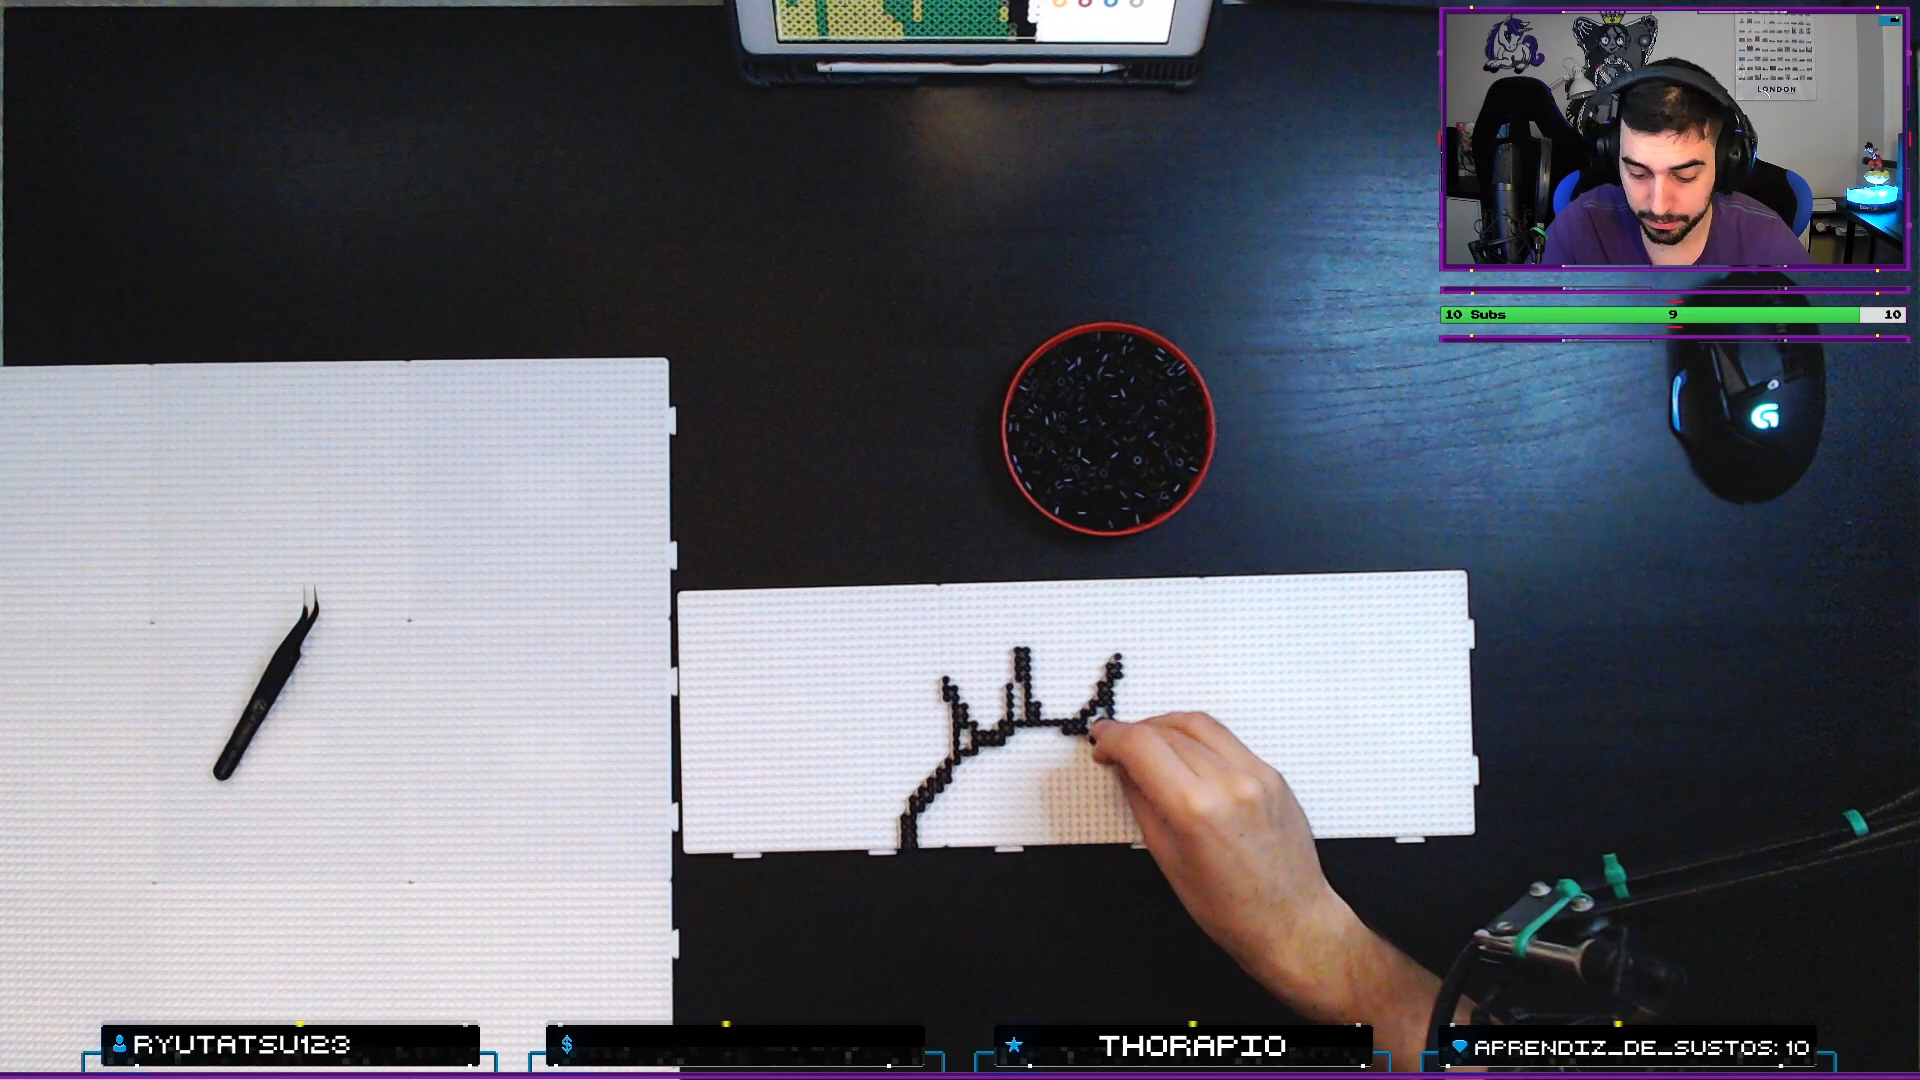 LONDON
10 Subs 9 10
RYUTATSU123
$
THORAPIO
APRENDIZ_DE_SUSTOS: 10